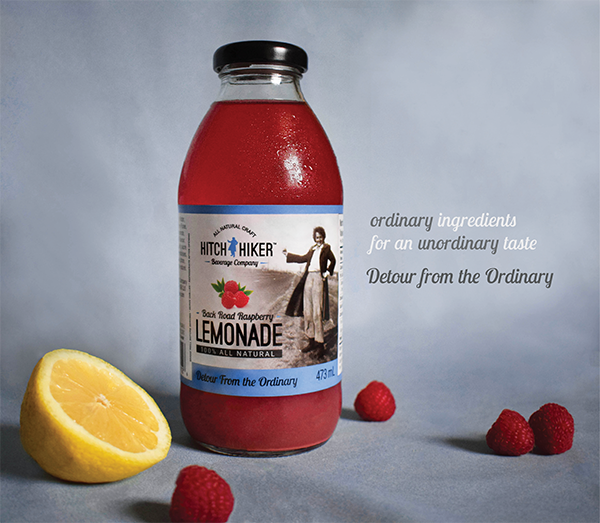 ALL NATURAL CRAFT
HITCH HIKER™
Beverage Company
Back Road Raspberry
LEMONADE
100% ALL NATURAL
Detour From the Ordinary
473 mL
ordinary ingredients
for an unordinary taste
Detour from the Ordinary